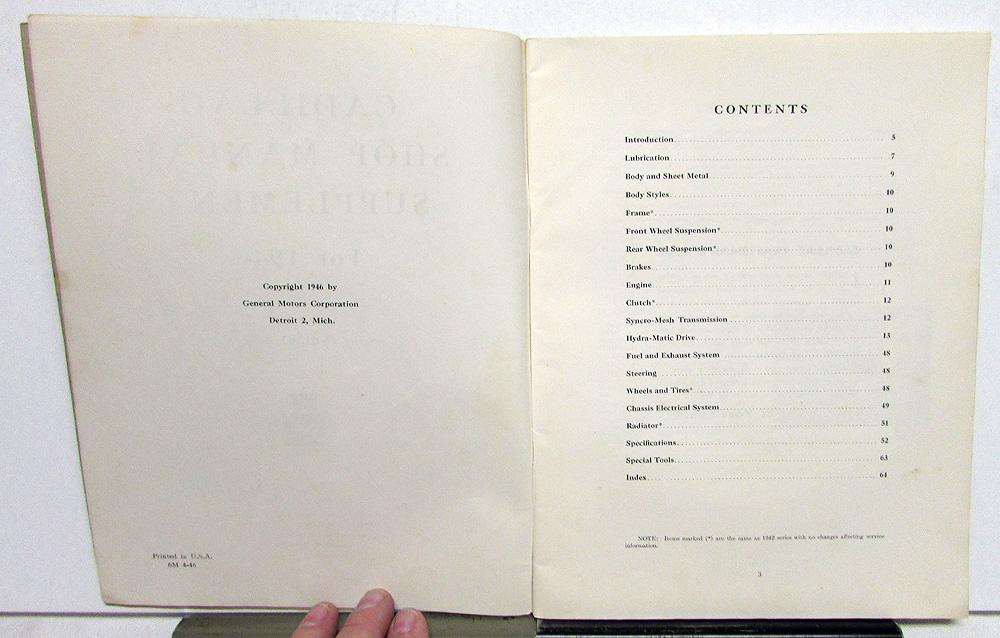 Copyright 1946 by
General Motors Corporation
Detroit 2, Mich.
Printed in U.S.A.
6M 4-46
CONTENTS
Introduction 5
Lubrication 7
Body and Sheet Metal 9
Body Styles 10
Frame* 10
Front Wheel Suspension* 10
Rear Wheel Suspension* 10
Brakes 10
Engine 11
Clutch* 12
Syncro-Mesh Transmission 12
Hydra-Matic Drive 13
Fuel and Exhaust System 48
Steering 48
Wheels and Tires* 48
Chassis Electrical System 49
Radiator* 51
Specifications 52
Special Tools 63
Index 64
NOTE: Items marked (*) are the same as 1942 series with no changes affecting service
information.
3